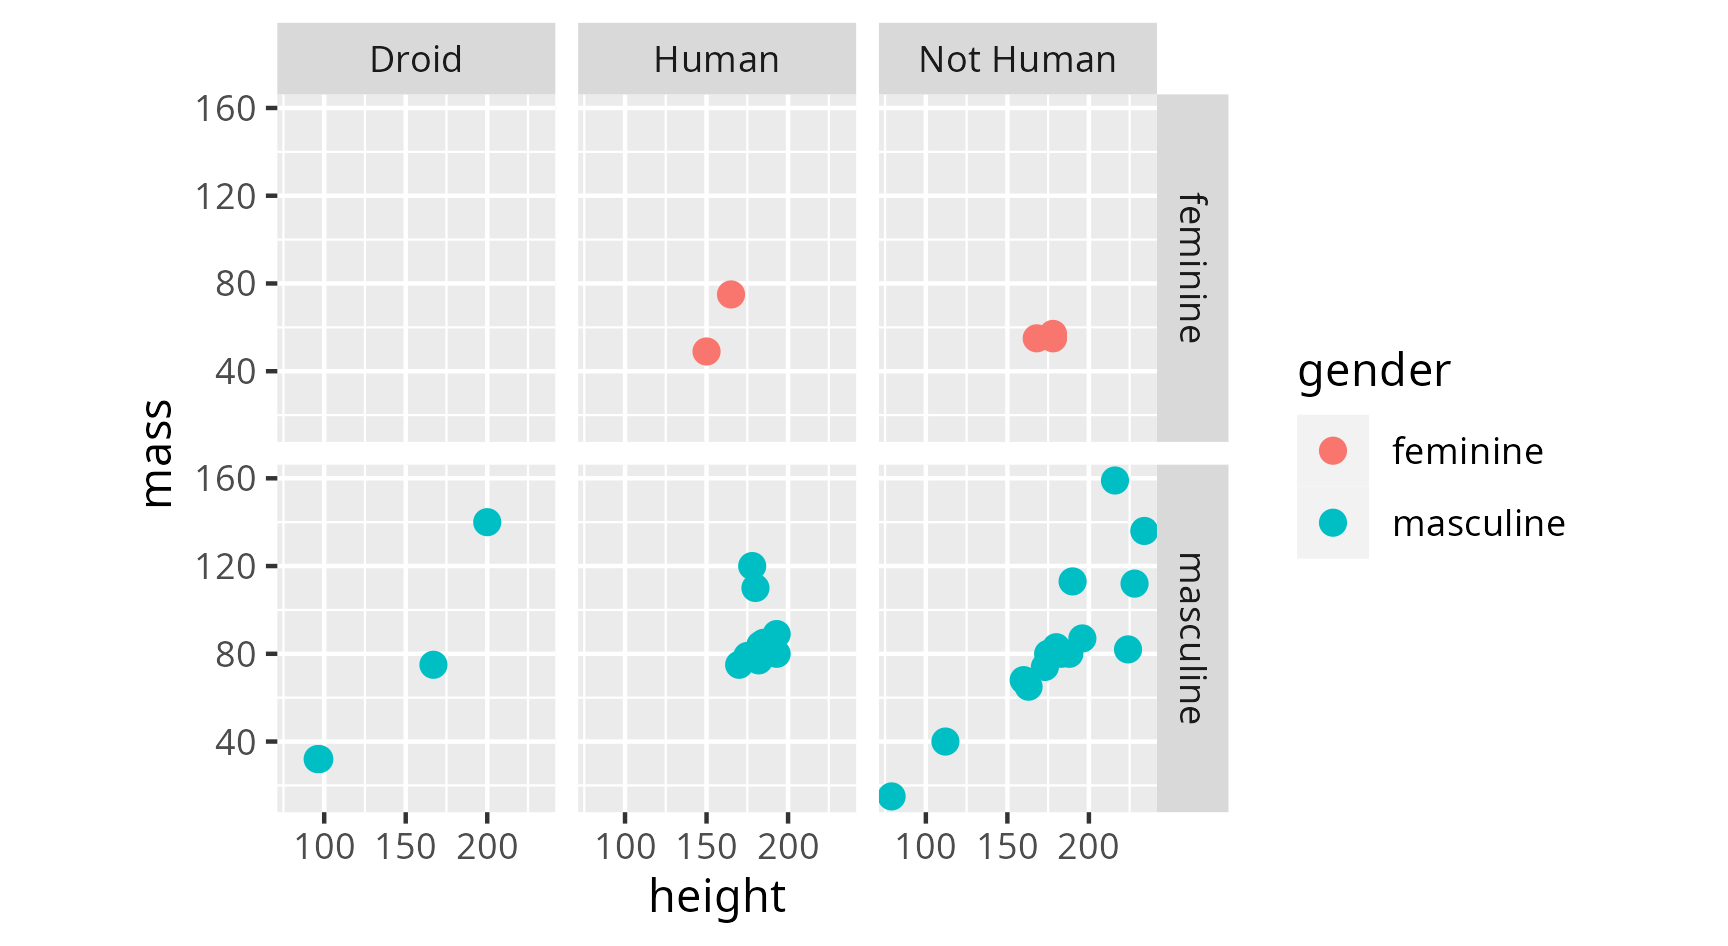 Droid Human Not Human
160
120
80
40
feminine
160
120
80
40
masculine
100 150 200 100 150 200 100 150 200
height
mass
gender
feminine
masculine